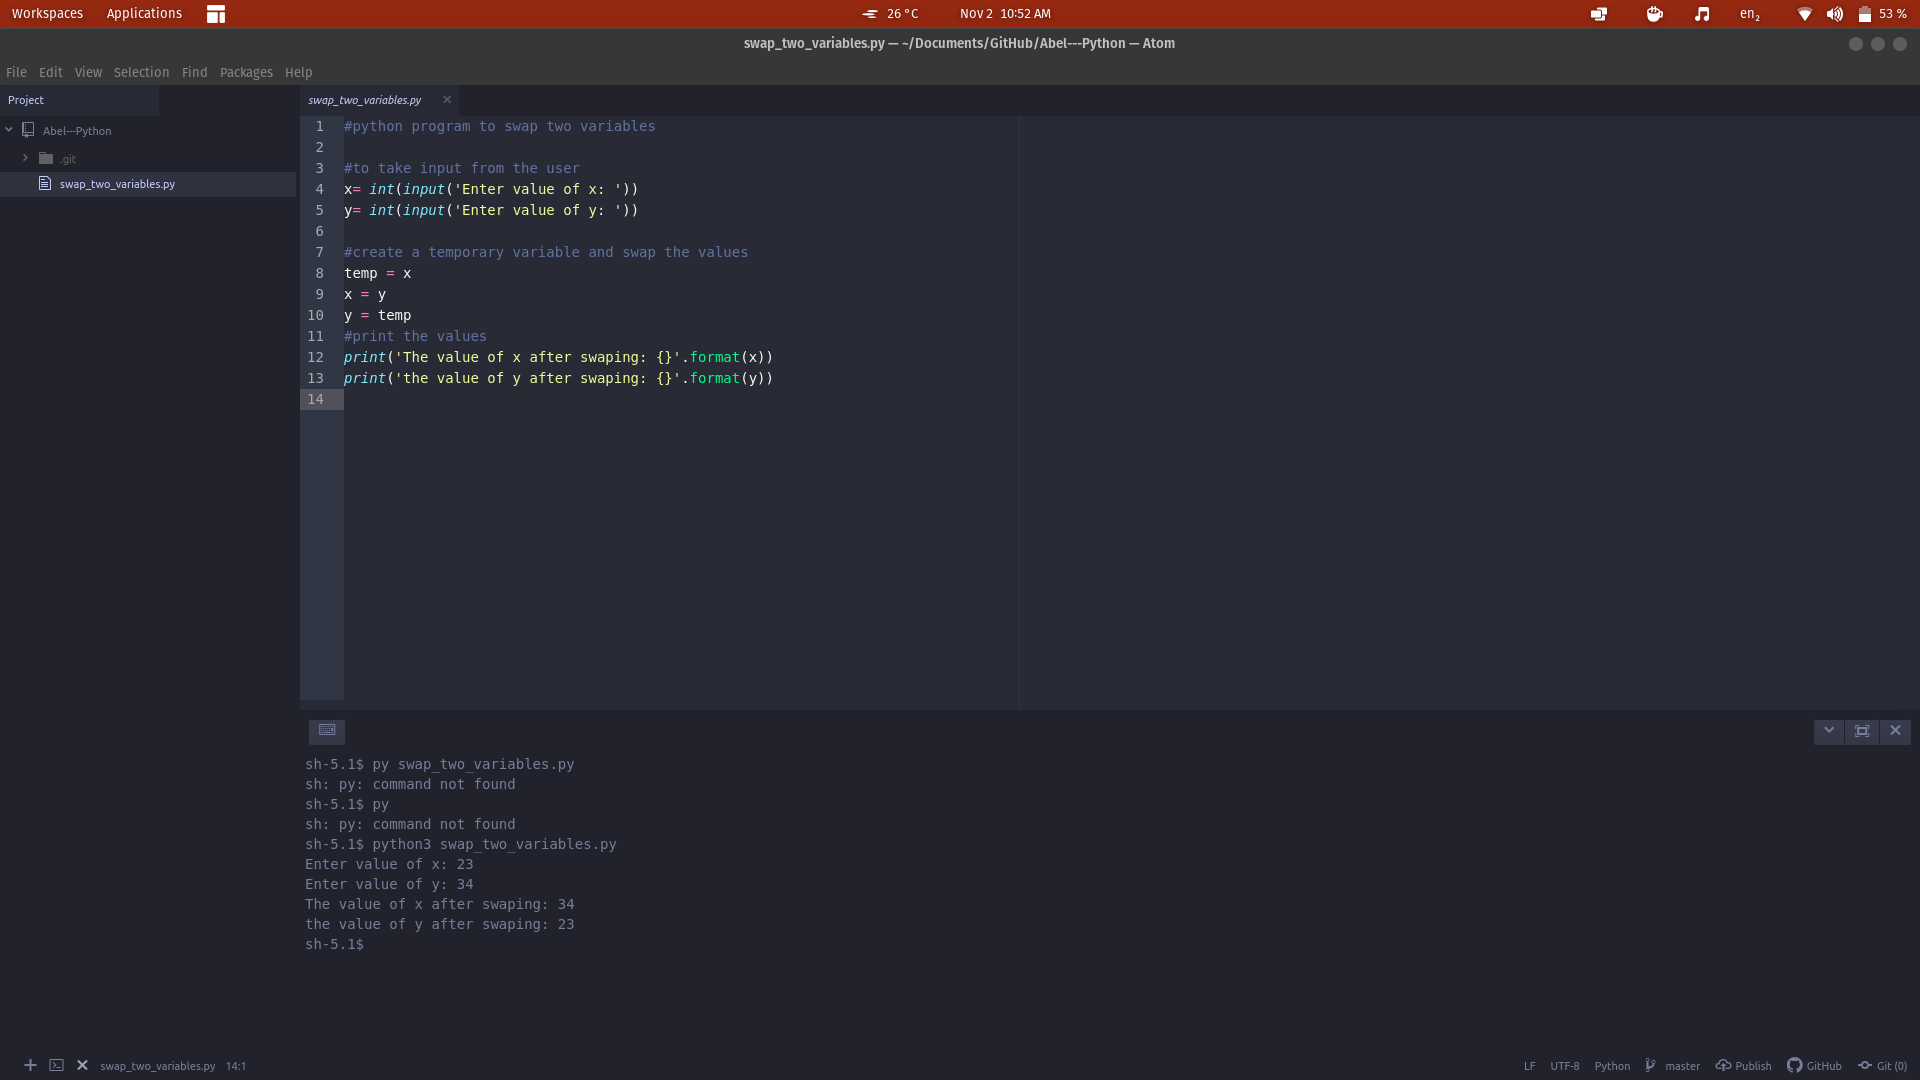 Workspaces Applications 26 °C Nov 2 10:52 AM en₂ 53 %
swap_two_variables.py — ~/Documents/GitHub/Abel---Python — Atom
File Edit View Selection Find Packages Help
Project
Abel---Python
.git
swap_two_variables.py
swap_two_variables.py
1 #python program to swap two variables
2
3 #to take input from the user
4 x= int(input('Enter value of x: '))
5 y= int(input('Enter value of y: '))
6
7 #create a temporary variable and swap the values
8 temp = x
9 x = y
10 y = temp
11 #print the values
12 print('The value of x after swaping: {}'.format(x))
13 print('the value of y after swaping: {}'.format(y))
14
sh-5.1$ py swap_two_variables.py
sh: py: command not found
sh-5.1$ py
sh: py: command not found
sh-5.1$ python3 swap_two_variables.py
Enter value of x: 23
Enter value of y: 34
The value of x after swaping: 34
the value of y after swaping: 23
sh-5.1$
swap_two_variables.py 14:1 LF UTF-8 Python master Publish GitHub Git (0)